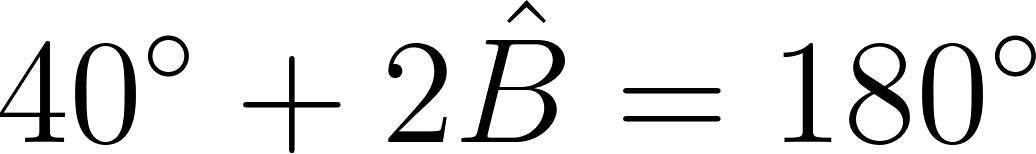 40° + 2B̂ = 180°